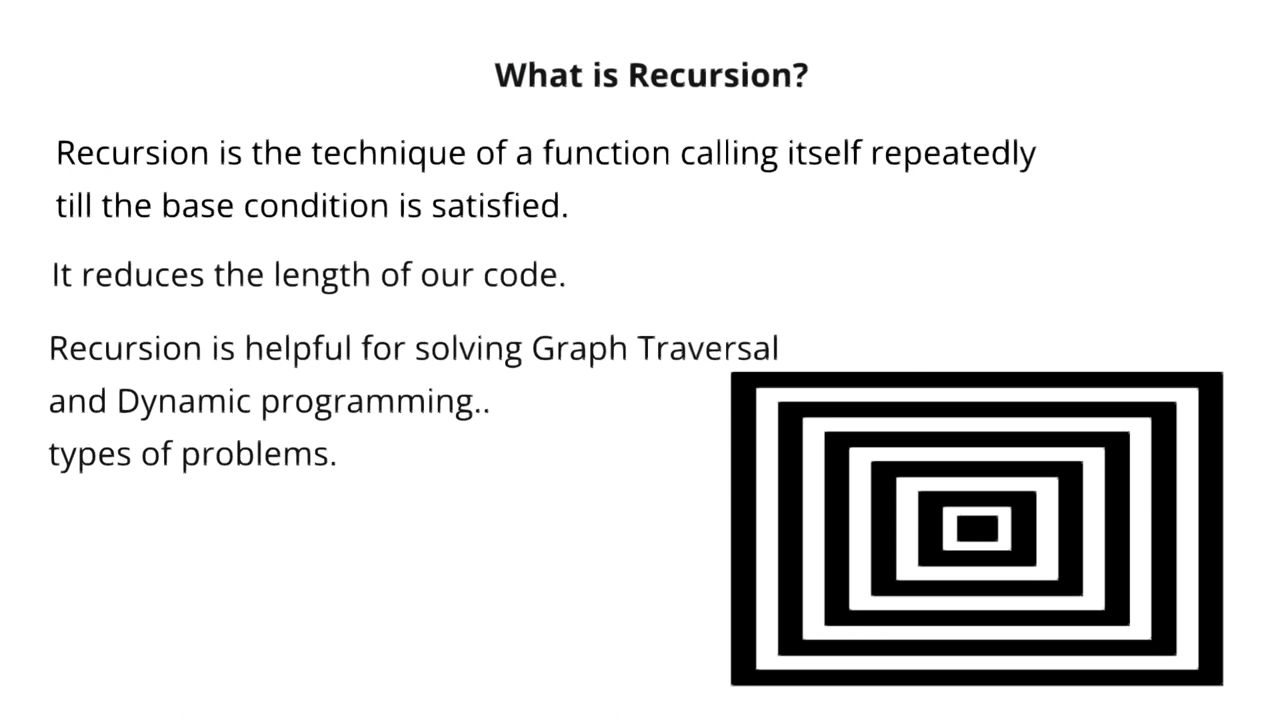 What is Recursion?
Recursion is the technique of a function calling itself repeatedly
till the base condition is satisfied.
It reduces the length of our code.
Recursion is helpful for solving Graph Traversal
and Dynamic programming..
types of problems.